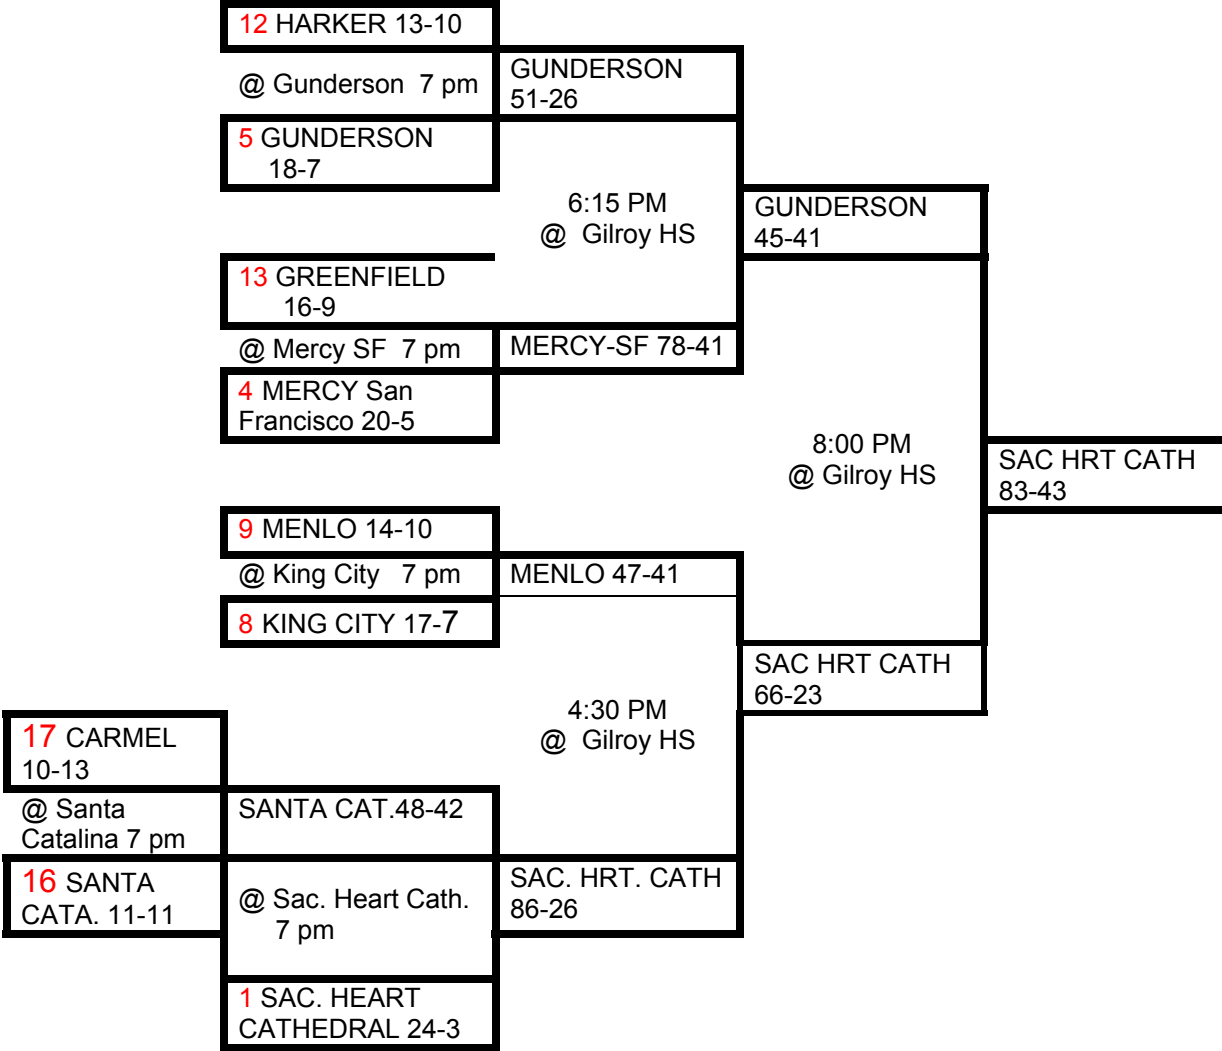 12 HARKER 13-10
@ Gunderson 7 pm
GUNDERSON
51-26
5 GUNDERSON
18-7
6:15 PM
@ Gilroy HS
GUNDERSON
45-41
13 GREENFIELD
16-9
@ Mercy SF 7 pm
MERCY-SF 78-41
4 MERCY San
Francisco 20-5
8:00 PM
@ Gilroy HS
SAC HRT CATH
83-43
9 MENLO 14-10
@ King City 7 pm
MENLO 47-41
8 KING CITY 17-7
SAC HRT CATH
66-23
4:30 PM
@ Gilroy HS
17 CARMEL
10-13
@ Santa
Catalina 7 pm
SANTA CAT.48-42
16 SANTA
CATA. 11-11
@ Sac. Heart Cath.
7 pm
SAC. HRT. CATH
86-26
1 SAC. HEART
CATHEDRAL 24-3